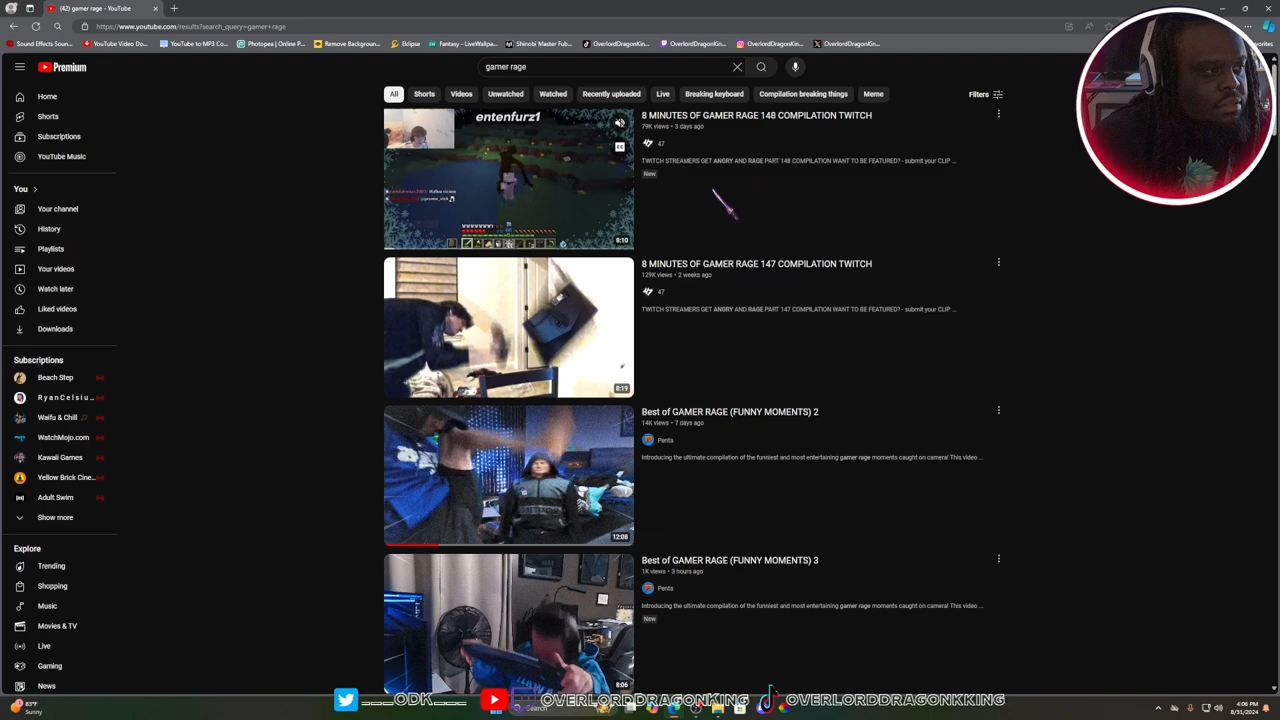 (42) gamer rage - YouTube
https://www.youtube.com/results?search_query=gamer+rage
Sound Effects Soun...
YouTube Video Do...
YouTube to MP3 Co...
Photopea | Online P...
Remove Backgroun...
Eklipse
Fantasy - LiveWallpa...
Shinobi Master Fub...
OverlordDragonKin...
OverlordDragonKin...
OverlordDragonKin...
OverlordDragonKin...
Premium
gamer rage
All
Shorts
Videos
Unwatched
Watched
Recently uploaded
Live
Breaking keyboard
Compilation breaking things
Meme
Filters
Home
Shorts
Subscriptions
YouTube Music
You
Your channel
History
Playlists
Your videos
Watch later
Liked videos
Downloads
Subscriptions
Beach Step
R y a n C e l s i u ...
Waifu & Chill
WatchMojo.com
Kawaii Games
Yellow Brick Cine...
Adult Swim
Show more
Explore
Trending
Shopping
Music
Movies & TV
Live
Gaming
News
entenfurz1
8:10
8 MINUTES OF GAMER RAGE 148 COMPILATION TWITCH
79K views • 3 days ago
47
TWITCH STREAMERS GET ANGRY AND RAGE PART 148 COMPILATION WANT TO BE FEATURED? - submit your CLIP ...
New
8:19
8 MINUTES OF GAMER RAGE 147 COMPILATION TWITCH
129K views • 2 weeks ago
47
TWITCH STREAMERS GET ANGRY AND RAGE PART 147 COMPILATION WANT TO BE FEATURED? - submit your CLIP ...
12:08
Best of GAMER RAGE (FUNNY MOMENTS) 2
14K views • 7 days ago
Penta
Introducing the ultimate compilation of the funniest and most entertaining gamer rage moments caught on camera! This video ...
8:06
Best of GAMER RAGE (FUNNY MOMENTS) 3
1K views • 3 hours ago
Penta
Introducing the ultimate compilation of the funniest and most entertaining gamer rage moments caught on camera! This video ...
New
___ODK___
OVERLORDDRAGONKING
OVERLORDDRAGONKKING
83°F
Sunny
Search
4:06 PM
8/31/2024